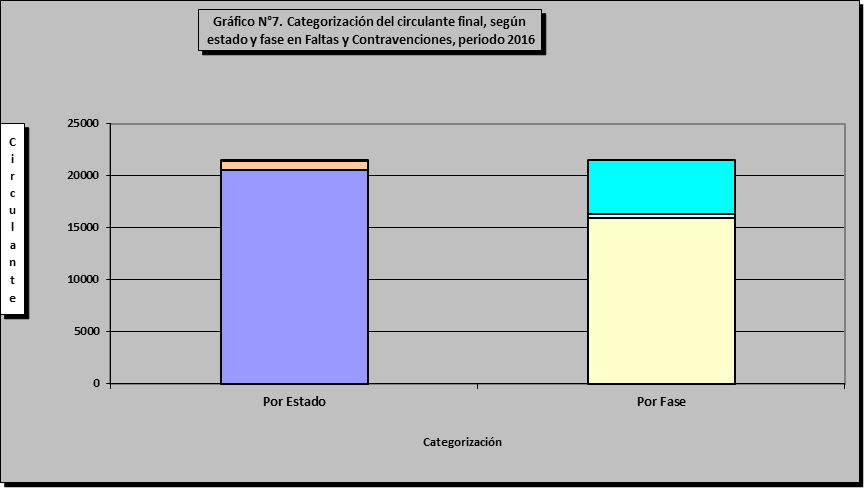 Gráfico N°7. Categorización del circulante final, según
estado y fase en Faltas y Contravenciones, periodo 2016
Circulante
25000
20000
15000
10000
5000
0
Por Estado
Por Fase
Categorización